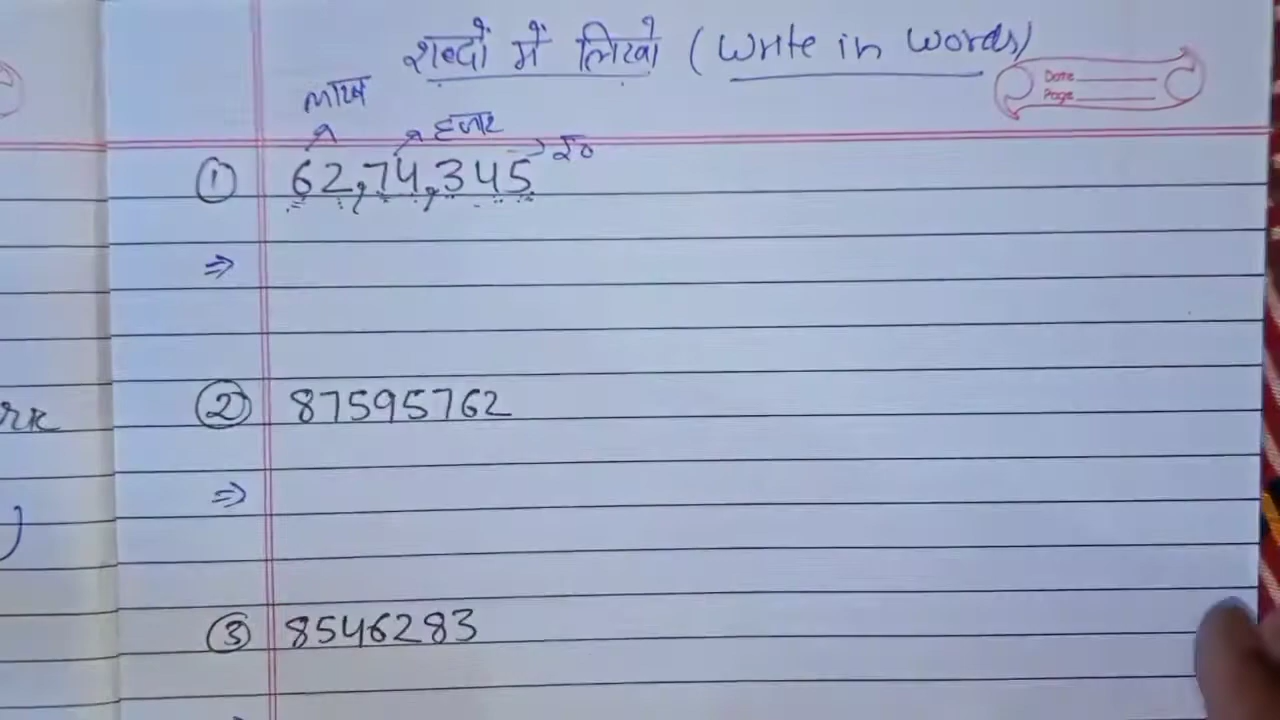 शब्दों में लिखो (Write in words)
Date
Page
लाख
हजार
① 62,74,345
⇒
② 87595762
⇒
③ 8546283